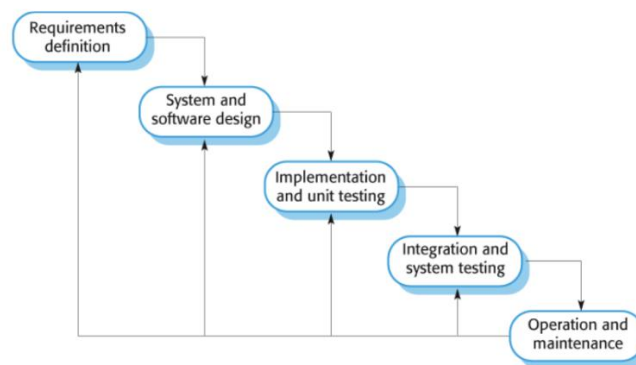 Requirements
definition
System and
software design
Implementation
and unit testing
Integration and
system testing
Operation and
maintenance